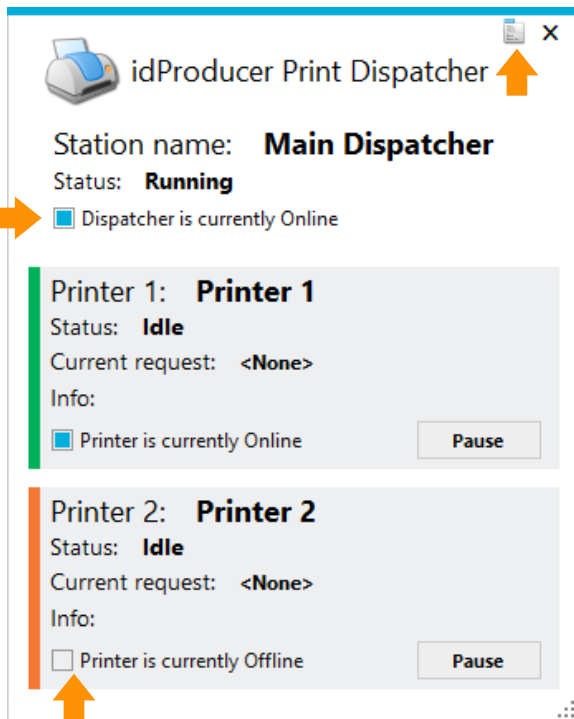 idProducer Print Dispatcher
Station name: Main Dispatcher
Status: Running
Dispatcher is currently Online
Printer 1: Printer 1
Status: Idle
Current request: <None>
Info:
Printer is currently Online Pause
Printer 2: Printer 2
Status: Idle
Current request: <None>
Info:
Printer is currently Offline Pause